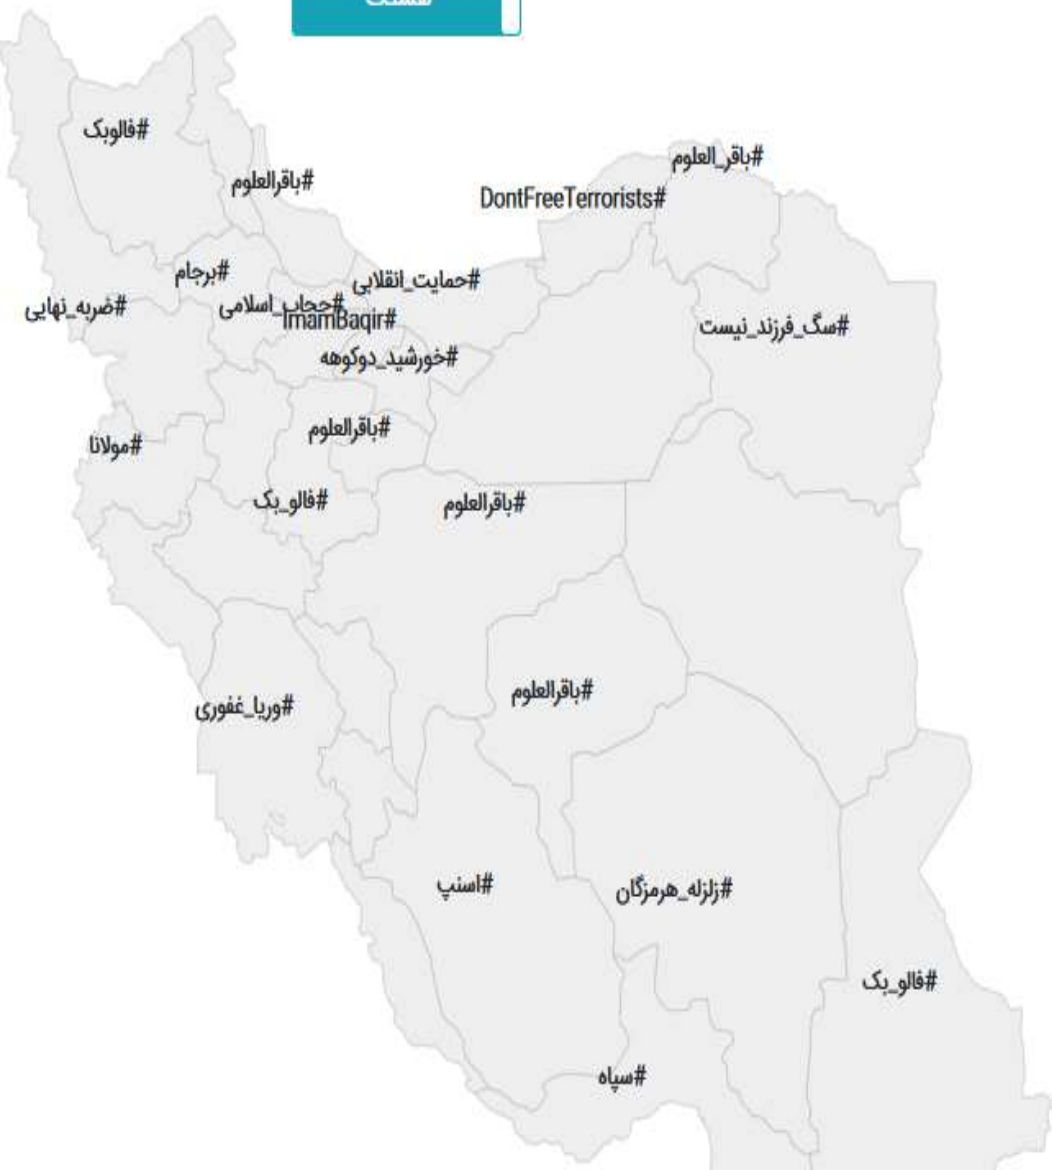 #فالوبک
#باقر_العلوم
#باقرالعلوم
DontFreeTerrorists#
#برجام
#حمایت_انقلابی
#ضربه_نهایی
#حجاب_اسلامی
ImamBaqir#
#سگ_فرزند_نیست
#خورشید_دوکوهه
#باقرالعلوم
#مولانا
#فالو_بک
#باقرالعلوم
#باقرالعلوم
#وریا_غفوری
#اسنپ
#زلزله_هرمزگان
#فالو_بک
#سپاه